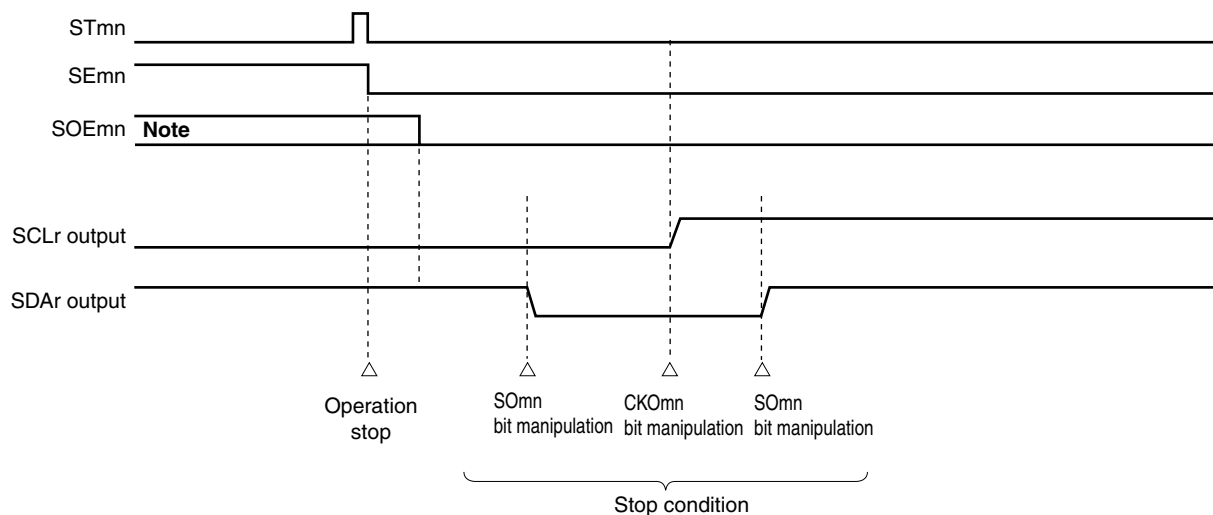 STmn
SEmn
SOEmn Note
SCLr output
SDAr output
Operation
stop
SOmn
bit manipulation
CKOmn
bit manipulation
SOmn
bit manipulation
Stop condition